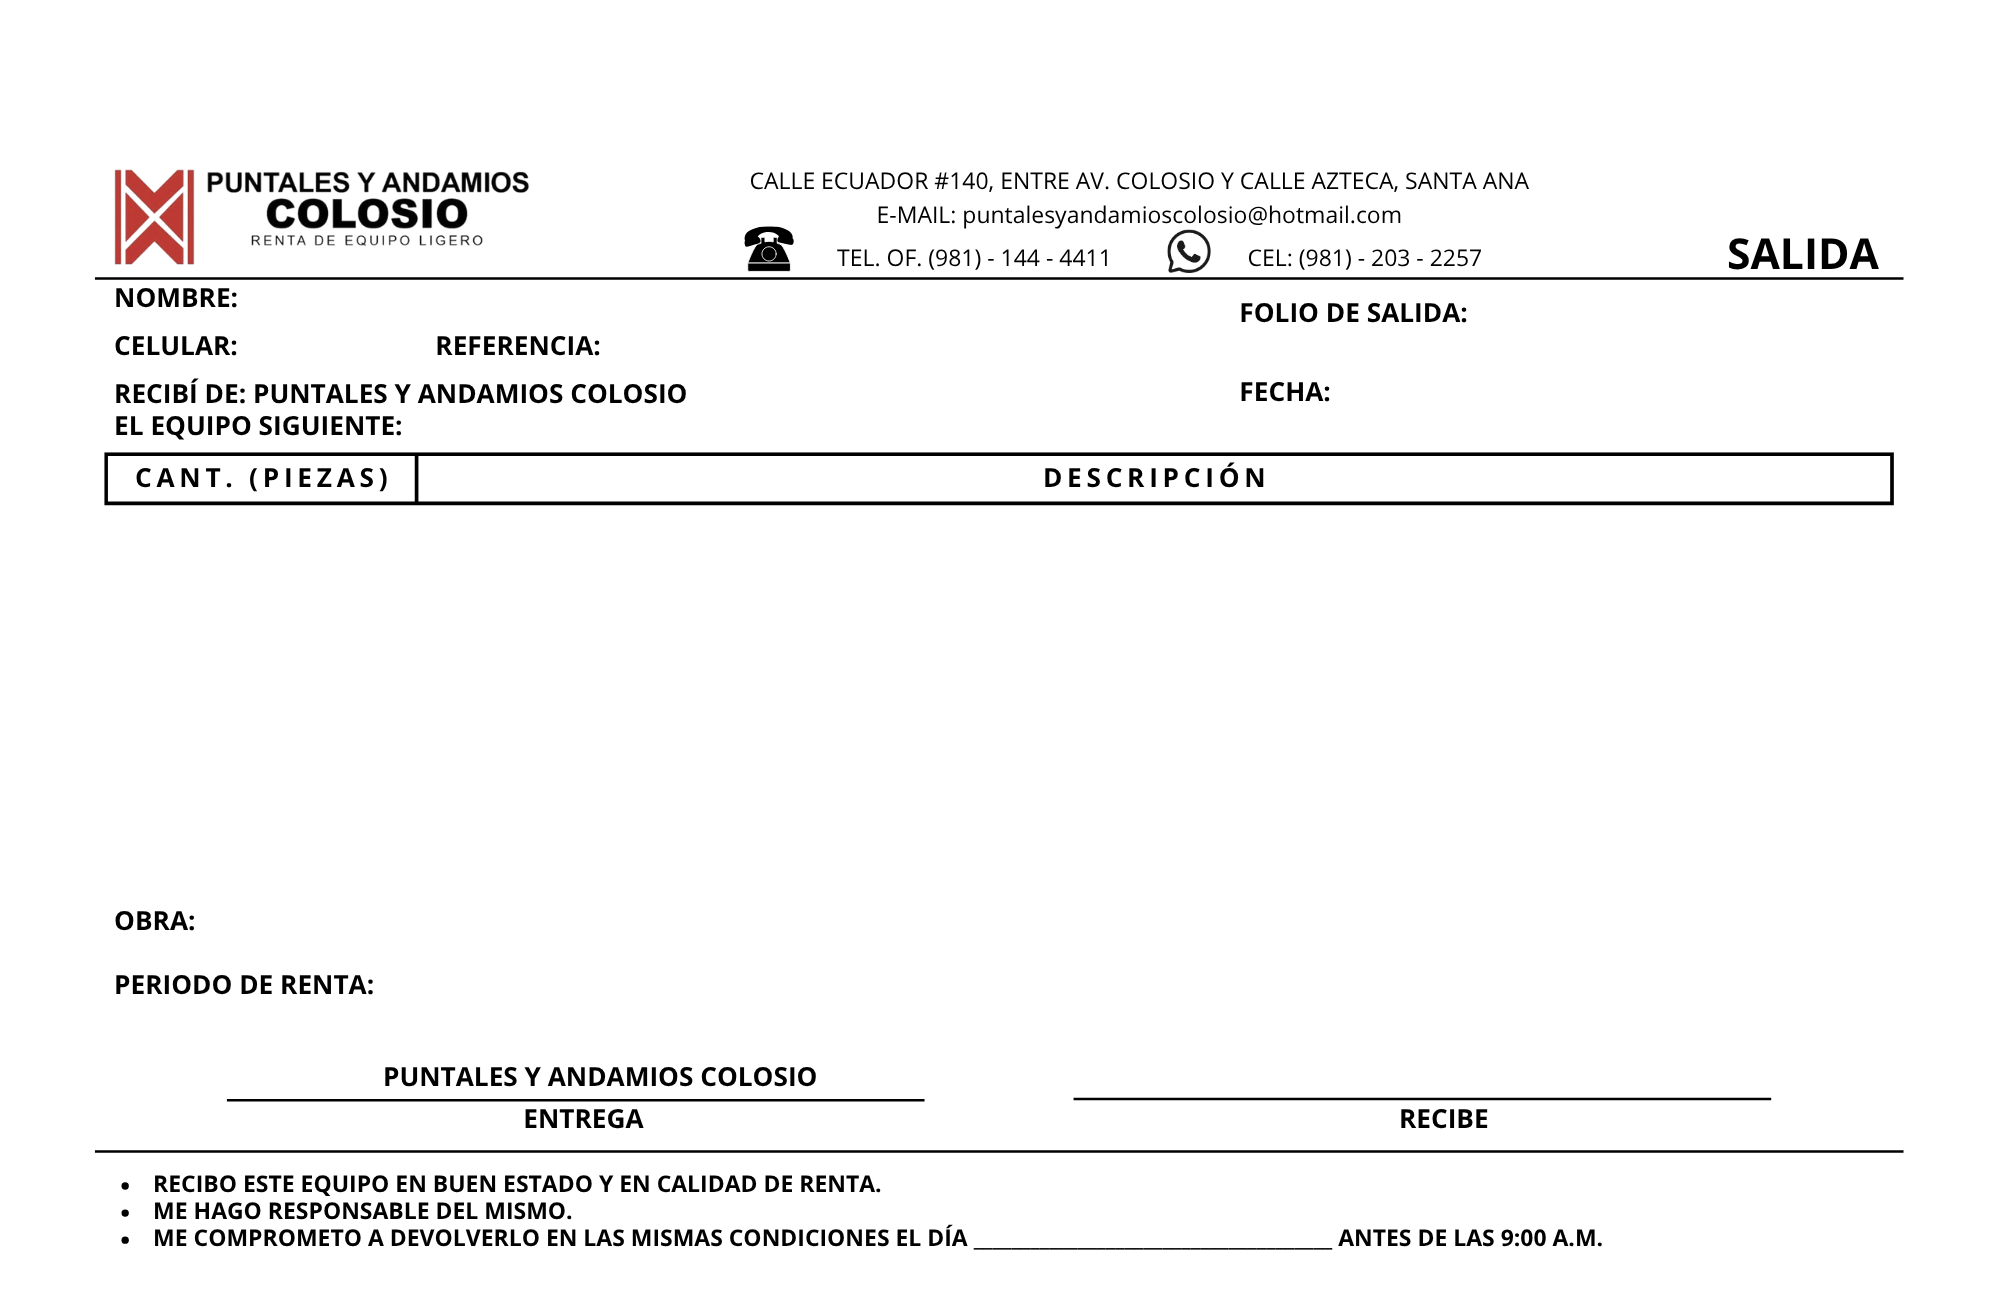 PUNTALES Y ANDAMIOS
COLOSIO
RENTA DE EQUIPO LIGERO
CALLE ECUADOR #140, ENTRE AV. COLOSIO Y CALLE AZTECA, SANTA ANA
E-MAIL: puntalesyandamioscolosio@hotmail.com
TEL. OF. (981) - 144 - 4411 CEL: (981) - 203 - 2257
SALIDA
NOMBRE:
FOLIO DE SALIDA:
CELULAR: REFERENCIA:
RECIBÍ DE: PUNTALES Y ANDAMIOS COLOSIO
FECHA:
EL EQUIPO SIGUIENTE:
CANT. (PIEZAS) DESCRIPCIÓN
OBRA:
PERIODO DE RENTA:
PUNTALES Y ANDAMIOS COLOSIO
ENTREGA RECIBE
• RECIBO ESTE EQUIPO EN BUEN ESTADO Y EN CALIDAD DE RENTA.
• ME HAGO RESPONSABLE DEL MISMO.
• ME COMPROMETO A DEVOLVERLO EN LAS MISMAS CONDICIONES EL DÍA ______________________________ ANTES DE LAS 9:00 A.M.